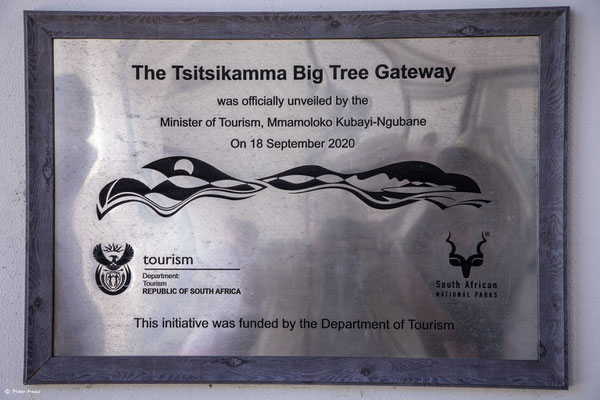 The Tsitsikamma Big Tree Gateway
was officially unveiled by the
Minister of Tourism, Mmamoloko Kubayi-Ngubane
On 18 September 2020
tourism
Department:
Tourism
REPUBLIC OF SOUTH AFRICA
®
South African
NATIONAL PARKS
This initiative was funded by the Department of Tourism